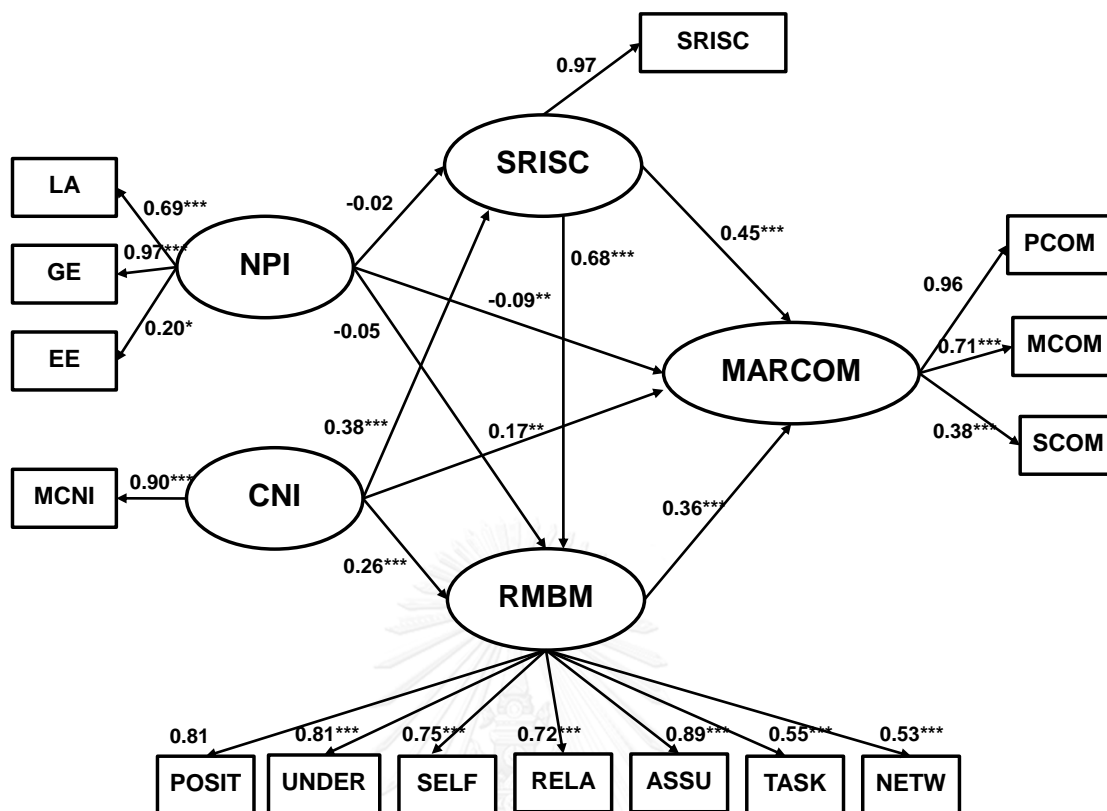 SRISC
0.97
SRISC
LA
0.69***
-0.02
GE
0.97***
NPI
0.68***
0.45***
PCOM
0.96
-0.09**
EE
0.20*
-0.05
MARCOM
0.71***
MCOM
0.38***
0.17**
0.38***
SCOM
MCNI
0.90***
CNI
0.36***
0.26***
RMBM
0.81
0.81***
0.75***
0.72***
0.89***
0.55***
0.53***
POSIT
UNDER
SELF
RELA
ASSU
TASK
NETW